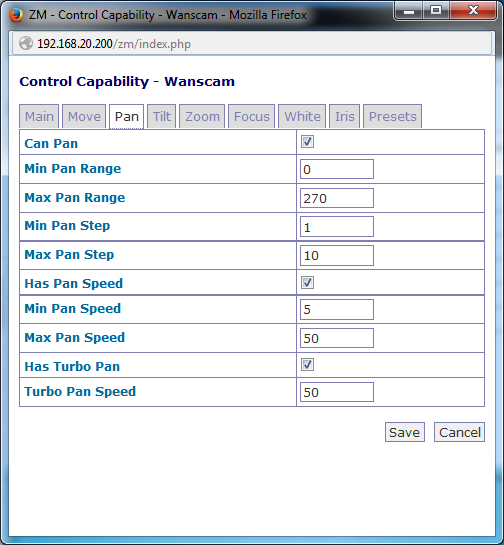 ZM - Control Capability - Wanscam - Mozilla Firefox
192.168.20.200/zm/index.php
Control Capability - Wanscam
Main Move Pan Tilt Zoom Focus White Iris Presets
Can Pan
Min Pan Range 0
Max Pan Range 270
Min Pan Step 1
Max Pan Step 10
Has Pan Speed
Min Pan Speed 5
Max Pan Speed 50
Has Turbo Pan
Turbo Pan Speed 50
Save Cancel